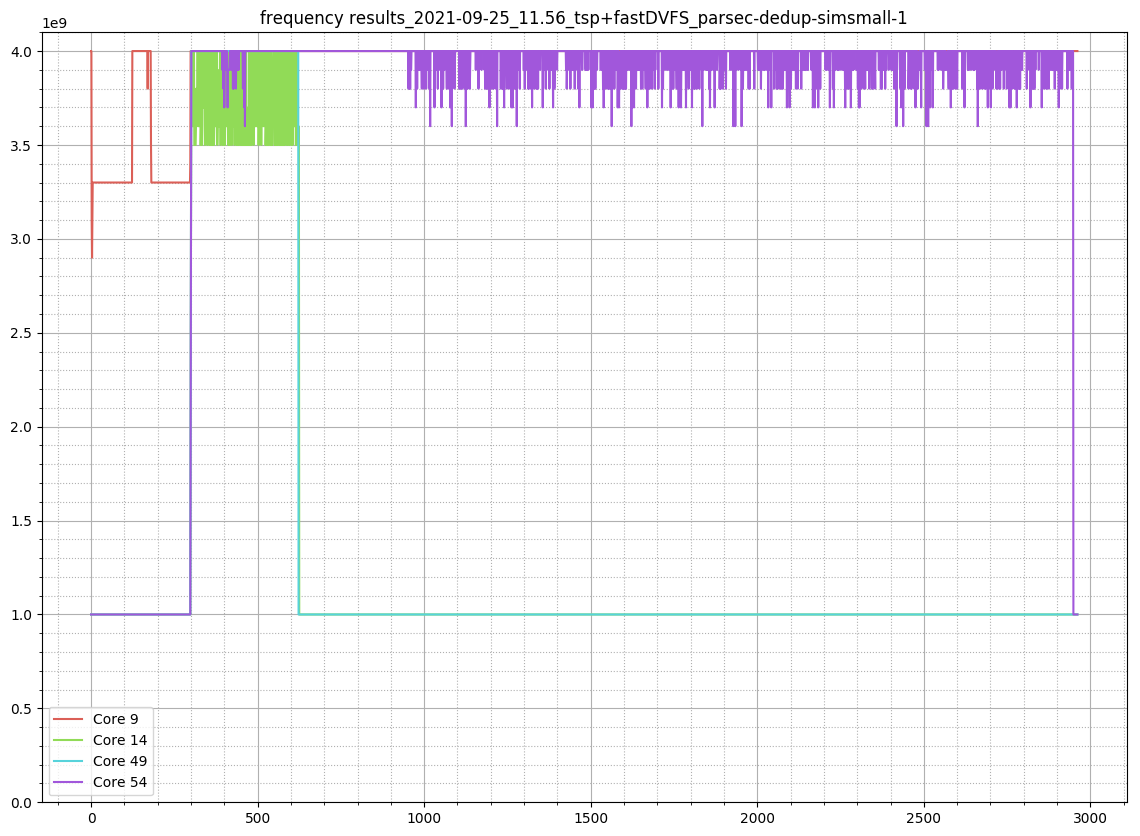 frequency results_2021-09-25_11.56_tsp+fastDVFS_parsec-dedup-simsmall-1
1e9
4.0
3.5
3.0
2.5
2.0
1.5
1.0
0.5
0.0
Core 9
Core 14
Core 49
Core 54
0 500 1000 1500 2000 2500 3000